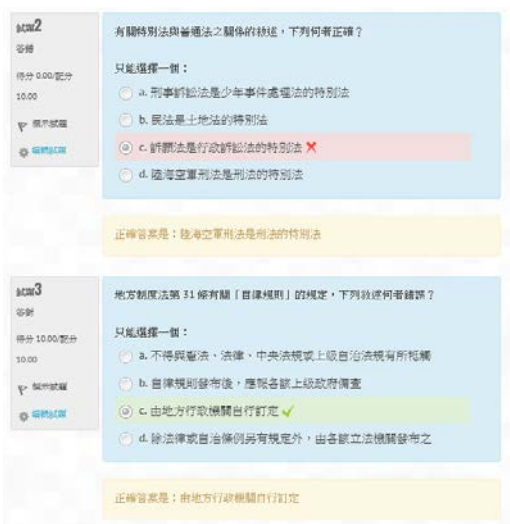 試題2
答錯
得分 0.00/配分
10.00
標示試題
編輯試題
有關特別法與普通法之關係的敘述，下列何者正確？
只能選擇一個：
a. 刑事訴訟法是少年事件處理法的特別法
b. 民法是土地法的特別法
c. 訴願法是行政訴訟法的特別法
d. 陸海空軍刑法是刑法的特別法
正確答案是：陸海空軍刑法是刑法的特別法
試題3
答對
得分 10.00/配分
10.00
標示試題
編輯試題
地方制度法第 31 條有關「自律規則」的規定，下列敘述何者錯誤？
只能選擇一個：
a. 不得與憲法、法律、中央法規或上級自治法規有所牴觸
b. 自律規則發布後，應報各該上級政府備查
c. 由地方行政機關自行訂定
d. 除法律或自治條例另有規定外，由各該立法機關發布之
正確答案是：由地方行政機關自行訂定